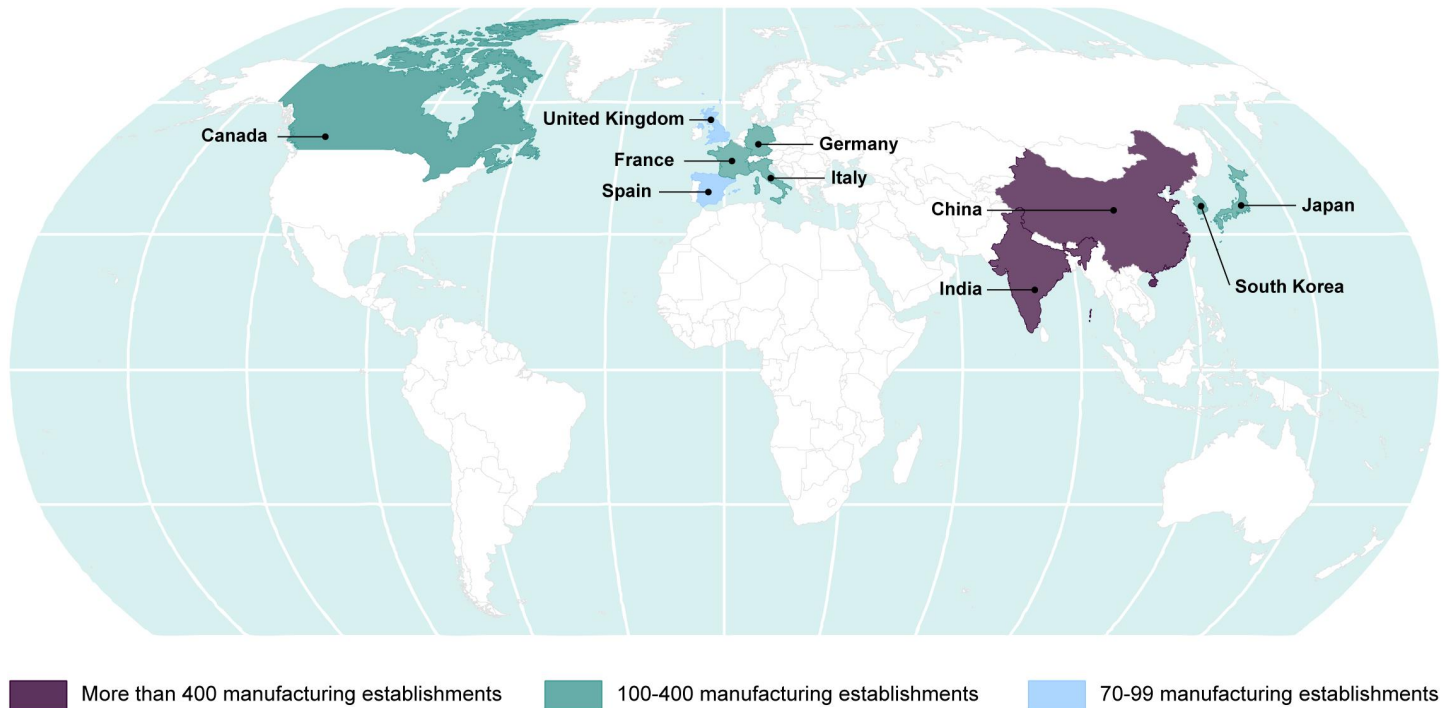 United Kingdom
Canada
Germany
France
Italy
Spain
China
Japan
India
South Korea
More than 400 manufacturing establishments
100-400 manufacturing establishments
70-99 manufacturing establishments